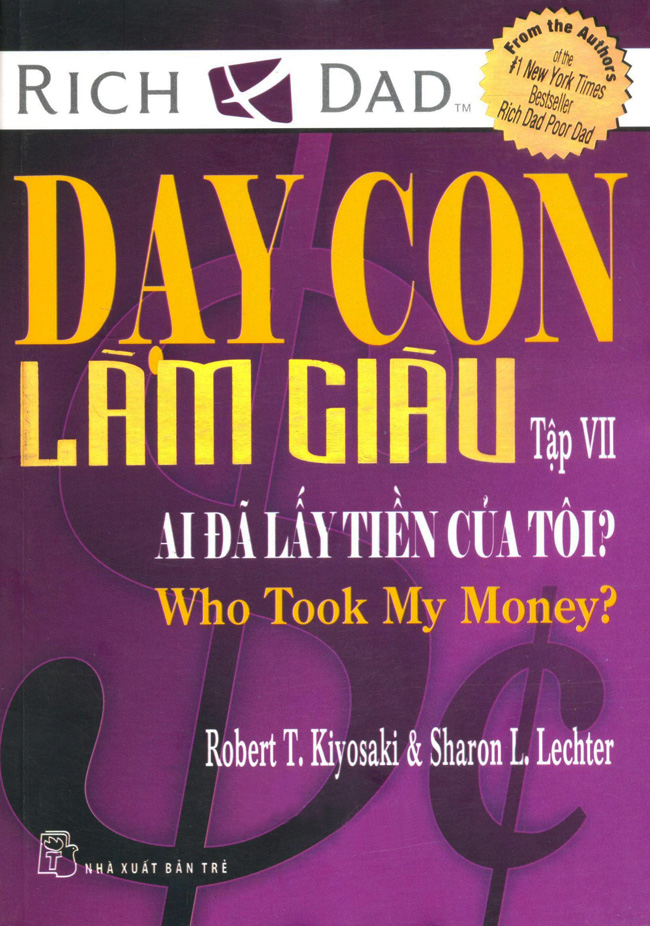 RICH DAD™
From the Authors
of the
#1 New York Times
Bestseller
Rich Dad Poor Dad
DẠY CON
LÀM GIÀU
Tập VII
AI ĐÃ LẤY TIỀN CỦA TÔI?
Who Took My Money?
Robert T. Kiyosaki & Sharon L. Lechter
T
NHÀ XUẤT BẢN TRẺ